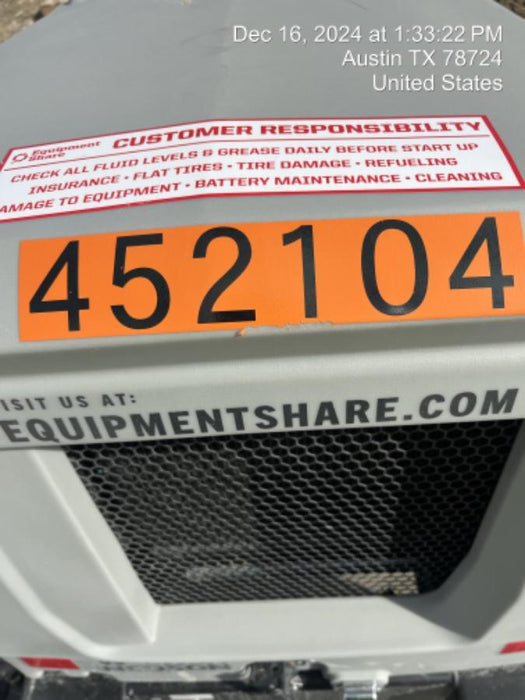 Dec 16, 2024 at 1:33:22 PM
Austin TX 78724
United States
Equipment Share CUSTOMER RESPONSIBILITY
CHECK ALL FLUID LEVELS & GREASE DAILY BEFORE START UP
INSURANCE • FLAT TIRES • TIRE DAMAGE • REFUELING
AMAGE TO EQUIPMENT • BATTERY MAINTENANCE • CLEANING
452104
ISIT US AT:
EQUIPMENTSHARE.COM